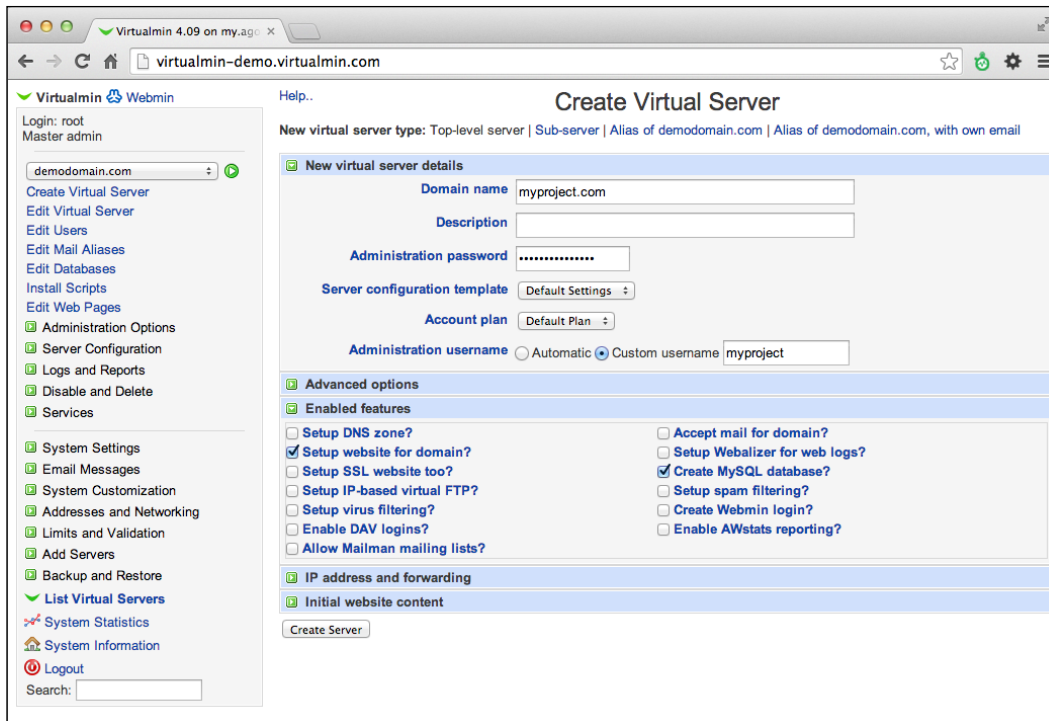 Virtualmin 4.09 on my.ago
virtualmin-demo.virtualmin.com
Virtualmin Webmin
Login: root
Master admin
demodomain.com
Create Virtual Server
Edit Virtual Server
Edit Users
Edit Mail Aliases
Edit Databases
Install Scripts
Edit Web Pages
Administration Options
Server Configuration
Logs and Reports
Disable and Delete
Services
System Settings
Email Messages
System Customization
Addresses and Networking
Limits and Validation
Add Servers
Backup and Restore
List Virtual Servers
System Statistics
System Information
Logout
Search:
Help..
Create Virtual Server
New virtual server type: Top-level server | Sub-server | Alias of demodomain.com | Alias of demodomain.com, with own email
New virtual server details
Domain name myproject.com
Description
Administration password •••••••••••••••
Server configuration template Default Settings
Account plan Default Plan
Administration username Automatic Custom username myproject
Advanced options
Enabled features
Setup DNS zone? Accept mail for domain?
Setup website for domain? Setup Webalizer for web logs?
Setup SSL website too? Create MySQL database?
Setup IP-based virtual FTP? Setup spam filtering?
Setup virus filtering? Create Webmin login?
Enable DAV logins? Enable AWstats reporting?
Allow Mailman mailing lists?
IP address and forwarding
Initial website content
Create Server